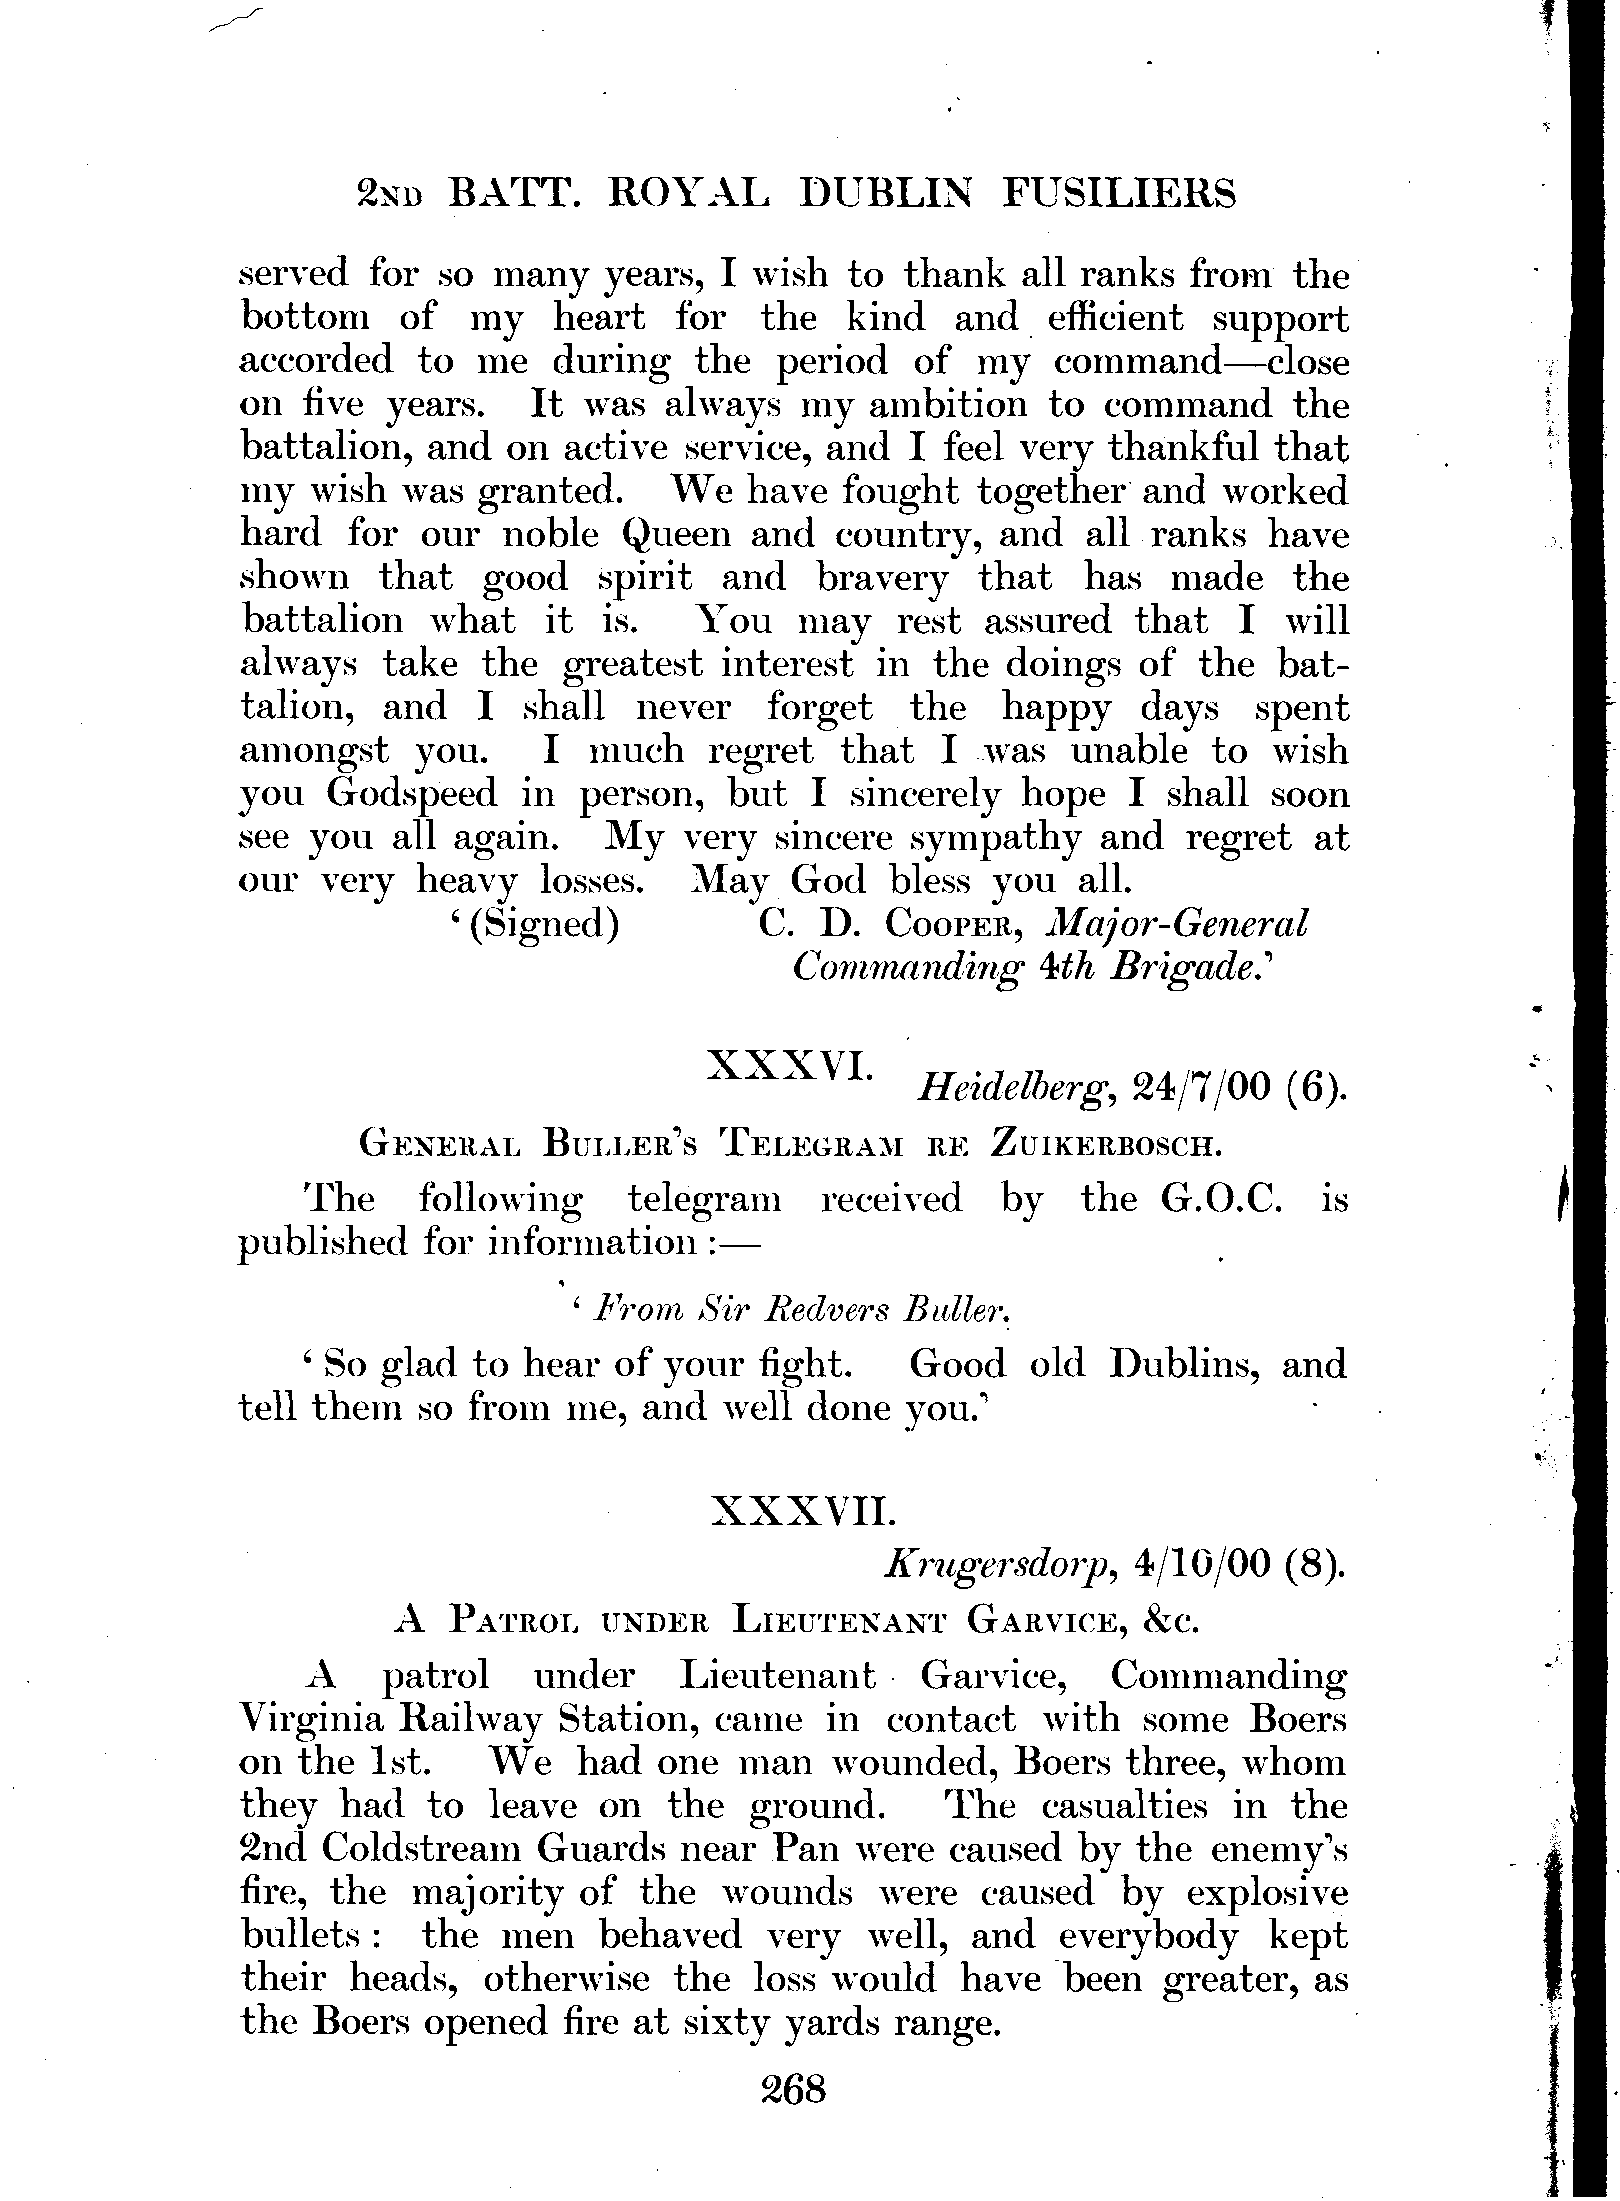 2ND BATT. ROYAL DUBLIN FUSILIERS
served for so many years, I wish to thank all ranks from the
bottom of my heart for the kind and efficient support
accorded to me during the period of my command—close
on five years. It was always my ambition to command the
battalion, and on active service, and I feel very thankful that
my wish was granted. We have fought together and worked
hard for our noble Queen and country, and all ranks have
shown that good spirit and bravery that has made the
battalion what it is. You may rest assured that I will
always take the greatest interest in the doings of the bat-
talion, and I shall never forget the happy days spent
amongst you. I much regret that I was unable to wish
you Godspeed in person, but I sincerely hope I shall soon
see you all again. My very sincere sympathy and regret at
our very heavy losses. May God bless you all.
‘(Signed) C. D. COOPER, Major-General
Commanding 4th Brigade.’
XXXVI.
Heidelberg, 24/7/00 (6).
GENERAL BULLER'S TELEGRAM RE ZUIKERBOSCH.
The following telegram received by the G.O.C. is
published for information:—
‘From Sir Redvers Buller.
‘So glad to hear of your fight. Good old Dublins, and
tell them so from me, and well done you.’
XXXVII.
Krugersdorp, 4/10/00 (8).
A PATROL UNDER LIEUTENANT GARVICE, &C.
A patrol under Lieutenant Garvice, Commanding
Virginia Railway Station, came in contact with some Boers
on the 1st. We had one man wounded, Boers three, whom
they had to leave on the ground. The casualties in the
2nd Coldstream Guards near Pan were caused by the enemy's
fire, the majority of the wounds were caused by explosive
bullets: the men behaved very well, and everybody kept
their heads, otherwise the loss would have been greater, as
the Boers opened fire at sixty yards range.
268